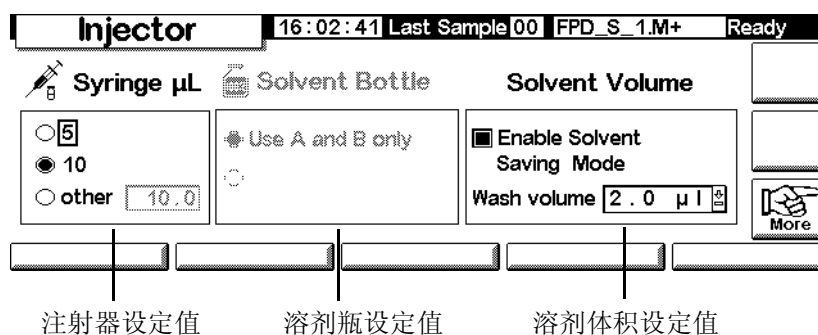 Injector 16:02:41 Last Sample 00 FPD_S_1.M+ Ready
Syringe µL Solvent Bottle Solvent Volume
5
10
other 10.0
Use A and B only
Enable Solvent
Saving Mode
Wash volume 2.0 µl
More
注射器设定值 溶剂瓶设定值 溶剂体积设定值